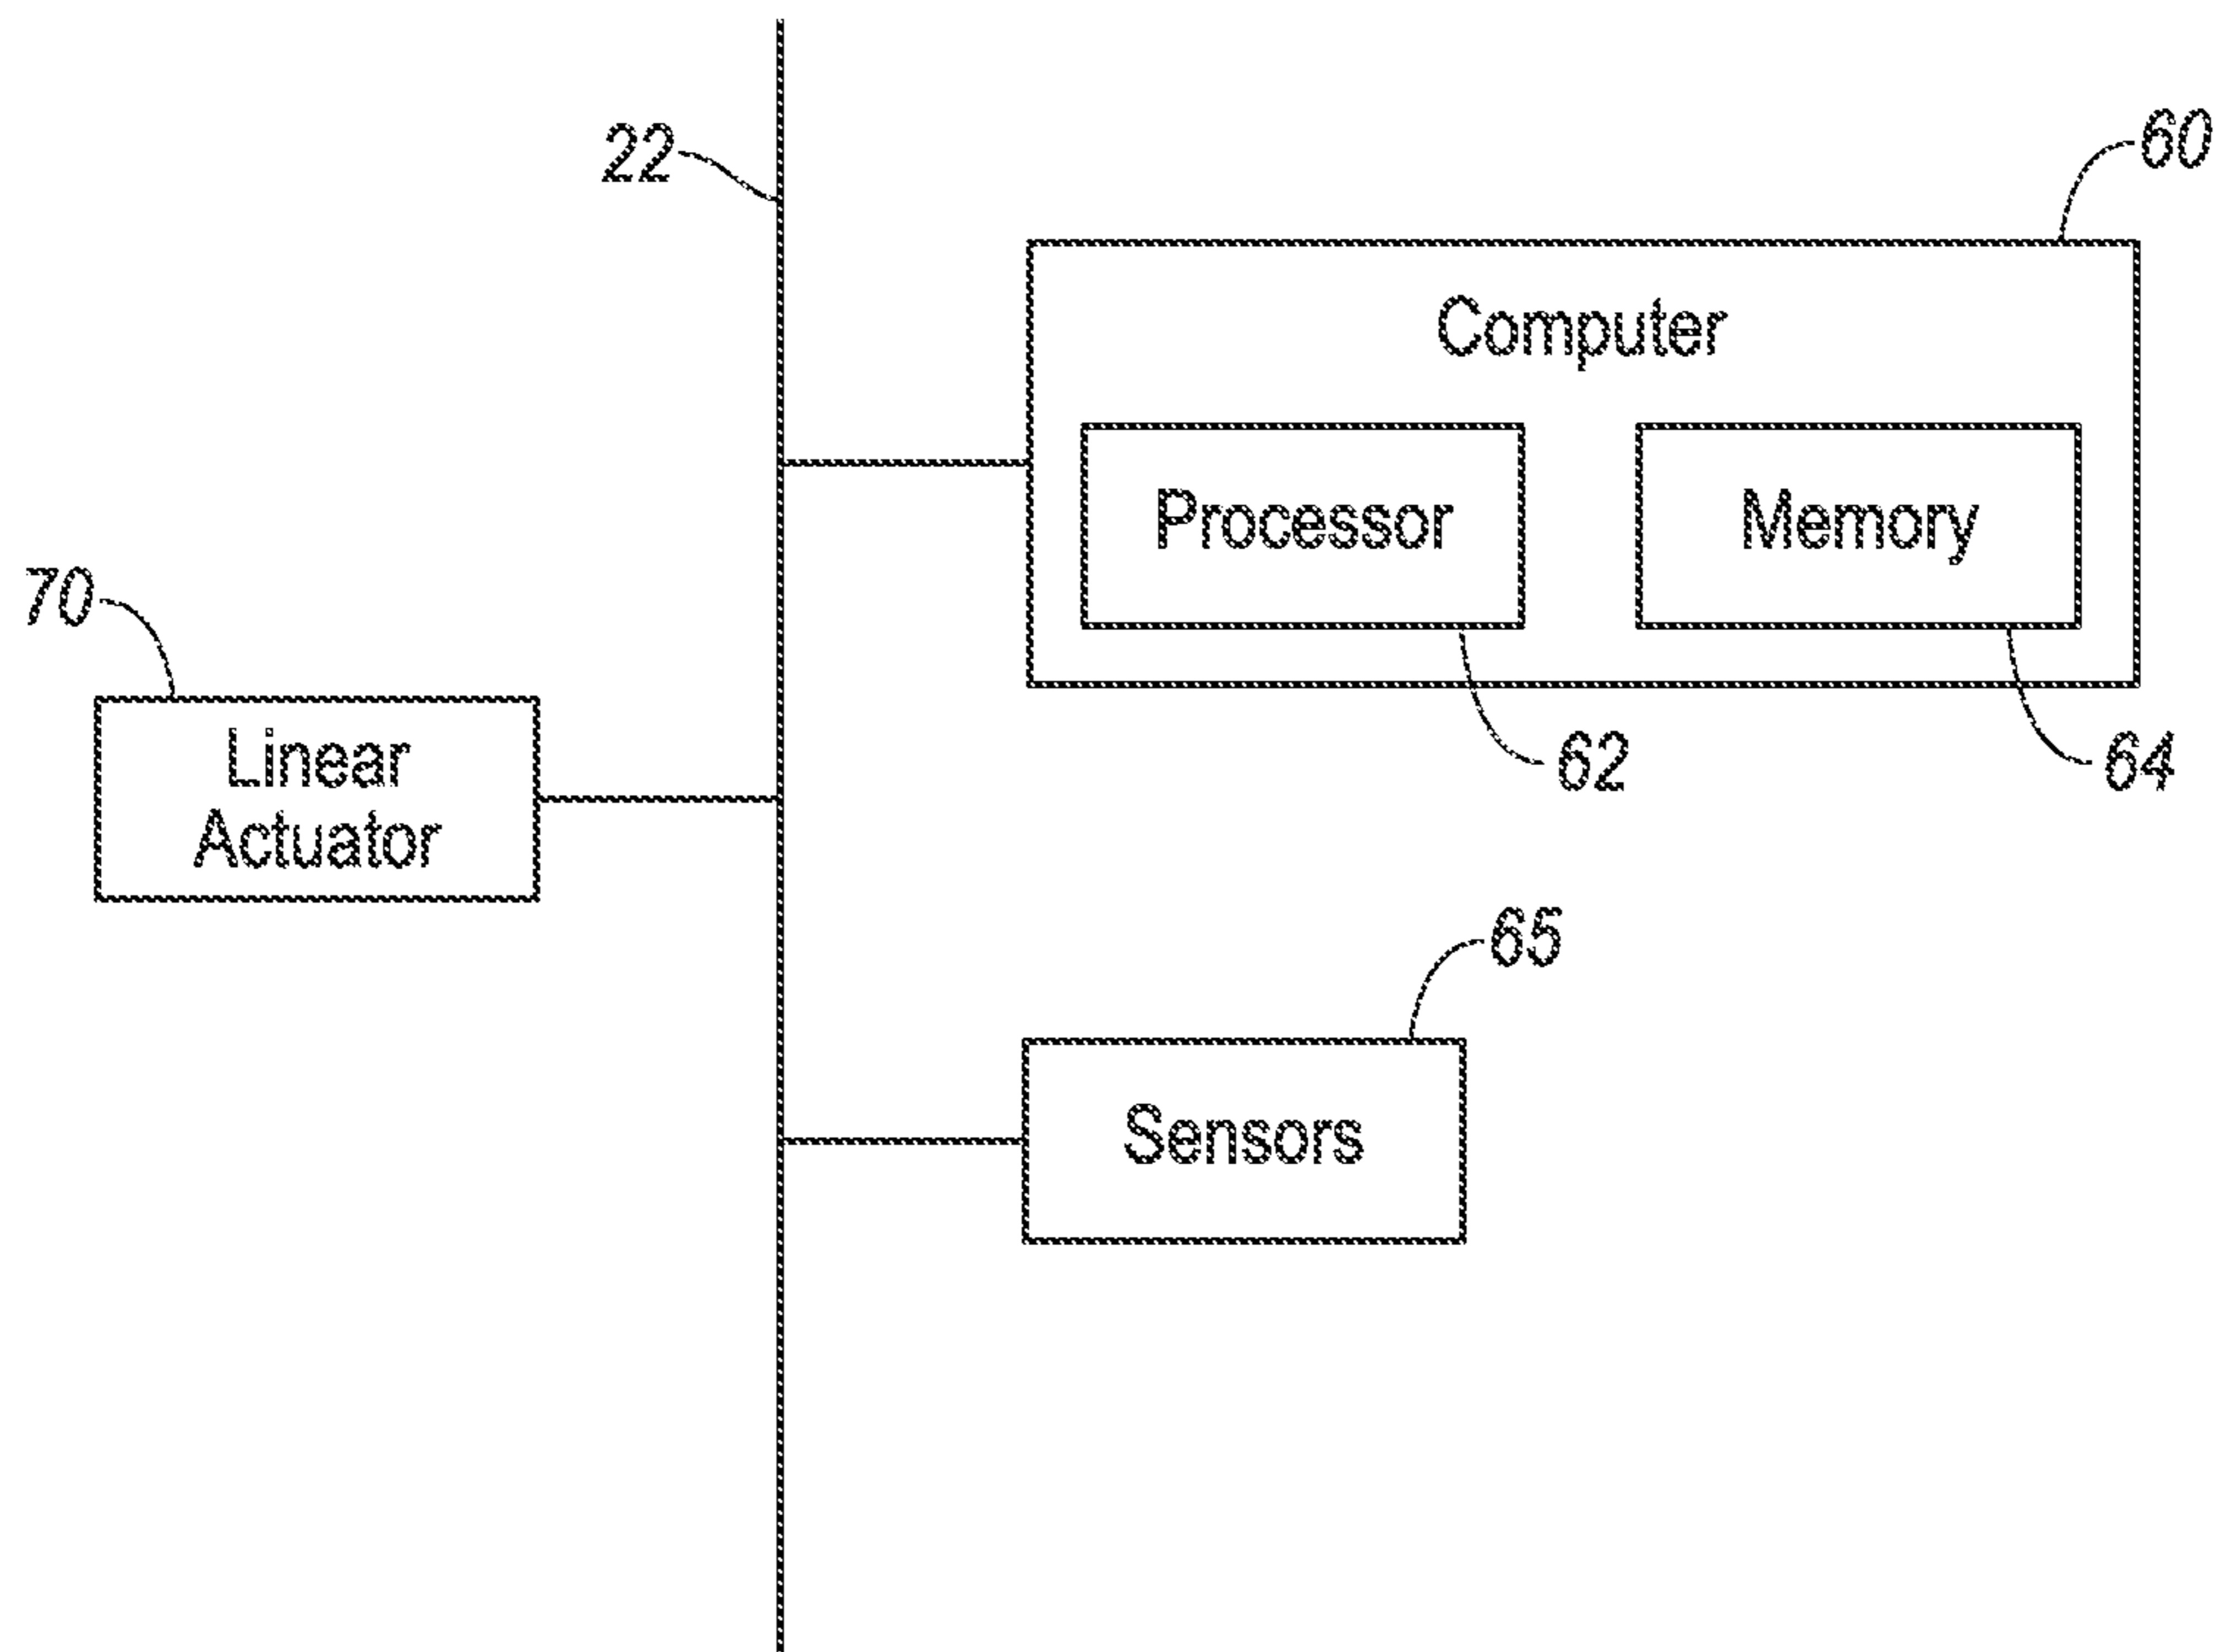 22
60
Computer
Processor
Memory
70
Linear
Actuator
62
64
65
Sensors